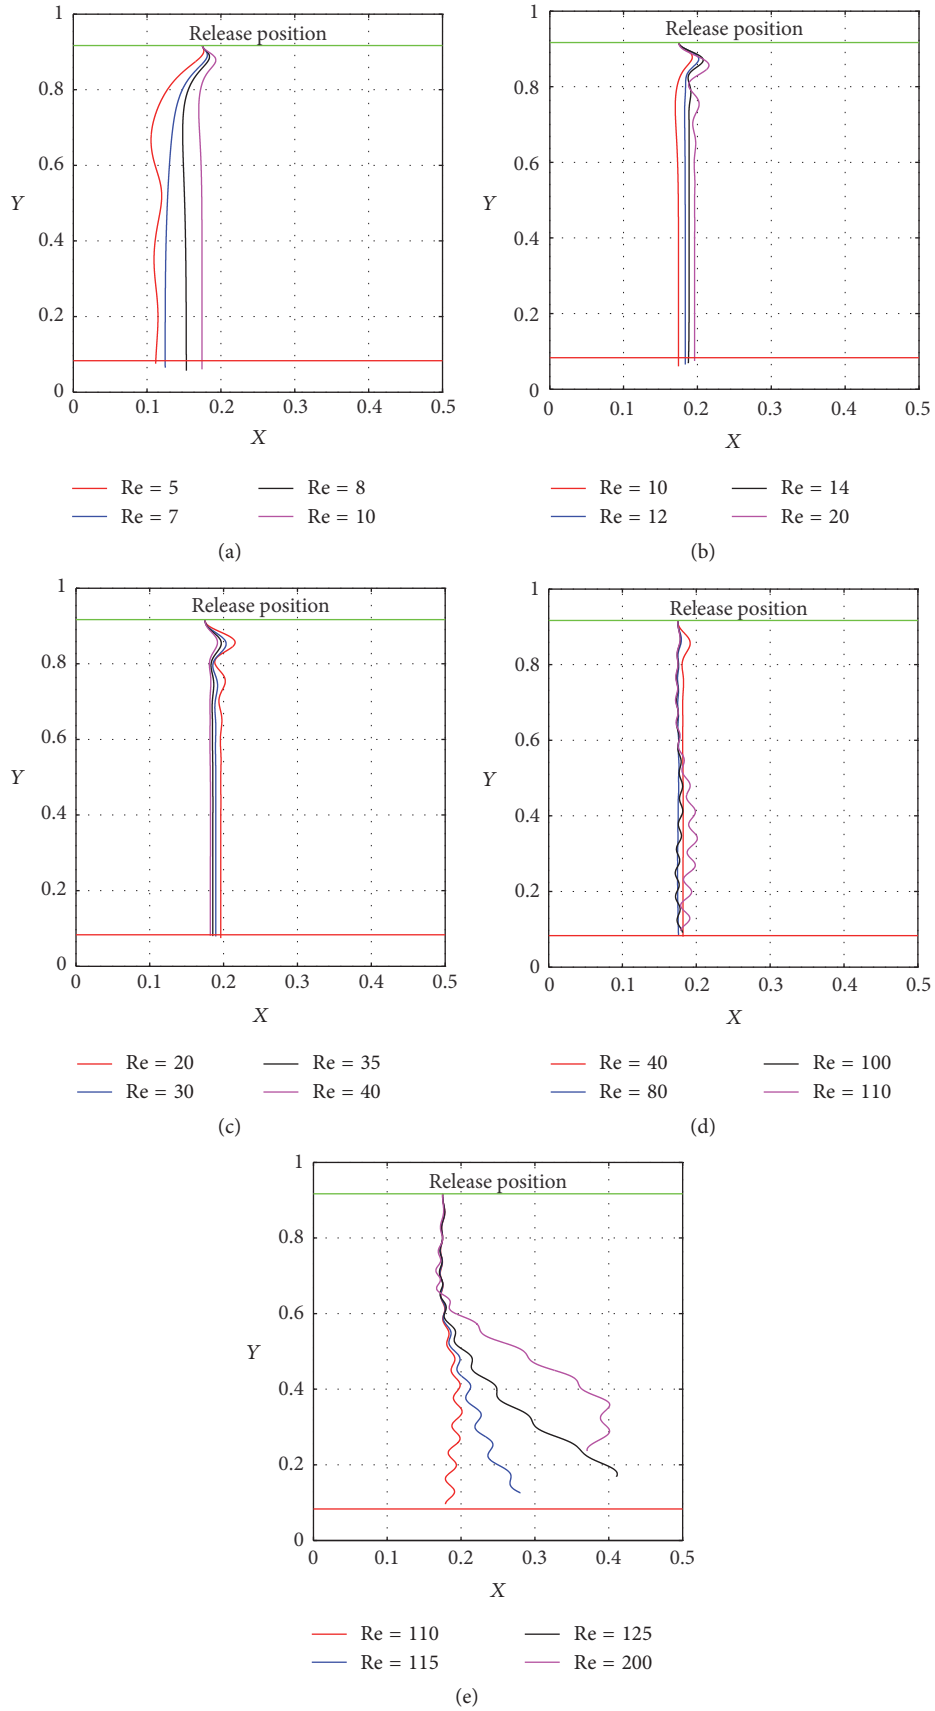 1
Release position
0.8
0.6
Y
0.4
0.2
0
0 0.1 0.2 0.3 0.4 0.5
X
Re = 5 Re = 8
Re = 7 Re = 10
(a)
1
Release position
0.8
0.6
Y
0.4
0.2
0
0 0.1 0.2 0.3 0.4 0.5
X
Re = 10 Re = 14
Re = 12 Re = 20
(b)
1
Release position
0.8
0.6
Y
0.4
0.2
0
0 0.1 0.2 0.3 0.4 0.5
X
Re = 20 Re = 35
Re = 30 Re = 40
(c)
1
Release position
0.8
0.6
Y
0.4
0.2
0
0 0.1 0.2 0.3 0.4 0.5
X
Re = 40 Re = 100
Re = 80 Re = 110
(d)
1
Release position
0.8
0.6
Y
0.4
0.2
0
0 0.1 0.2 0.3 0.4 0.5
X
Re = 110 Re = 125
Re = 115 Re = 200
(e)